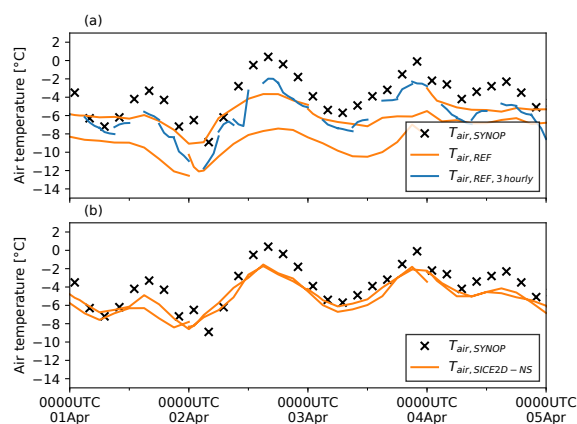 (a)
Air temperature [°C]
2
0
−2
−4
−6
−8
−10
−12
−14
T_air,SYNOP
T_air,REF
T_air,REF,3hourly
(b)
Air temperature [°C]
2
0
−2
−4
−6
−8
−10
−12
−14
T_air,SYNOP
T_air,SICE2D−NS
0000UTC 0000UTC 0000UTC 0000UTC 0000UTC
01Apr 02Apr 03Apr 04Apr 05Apr